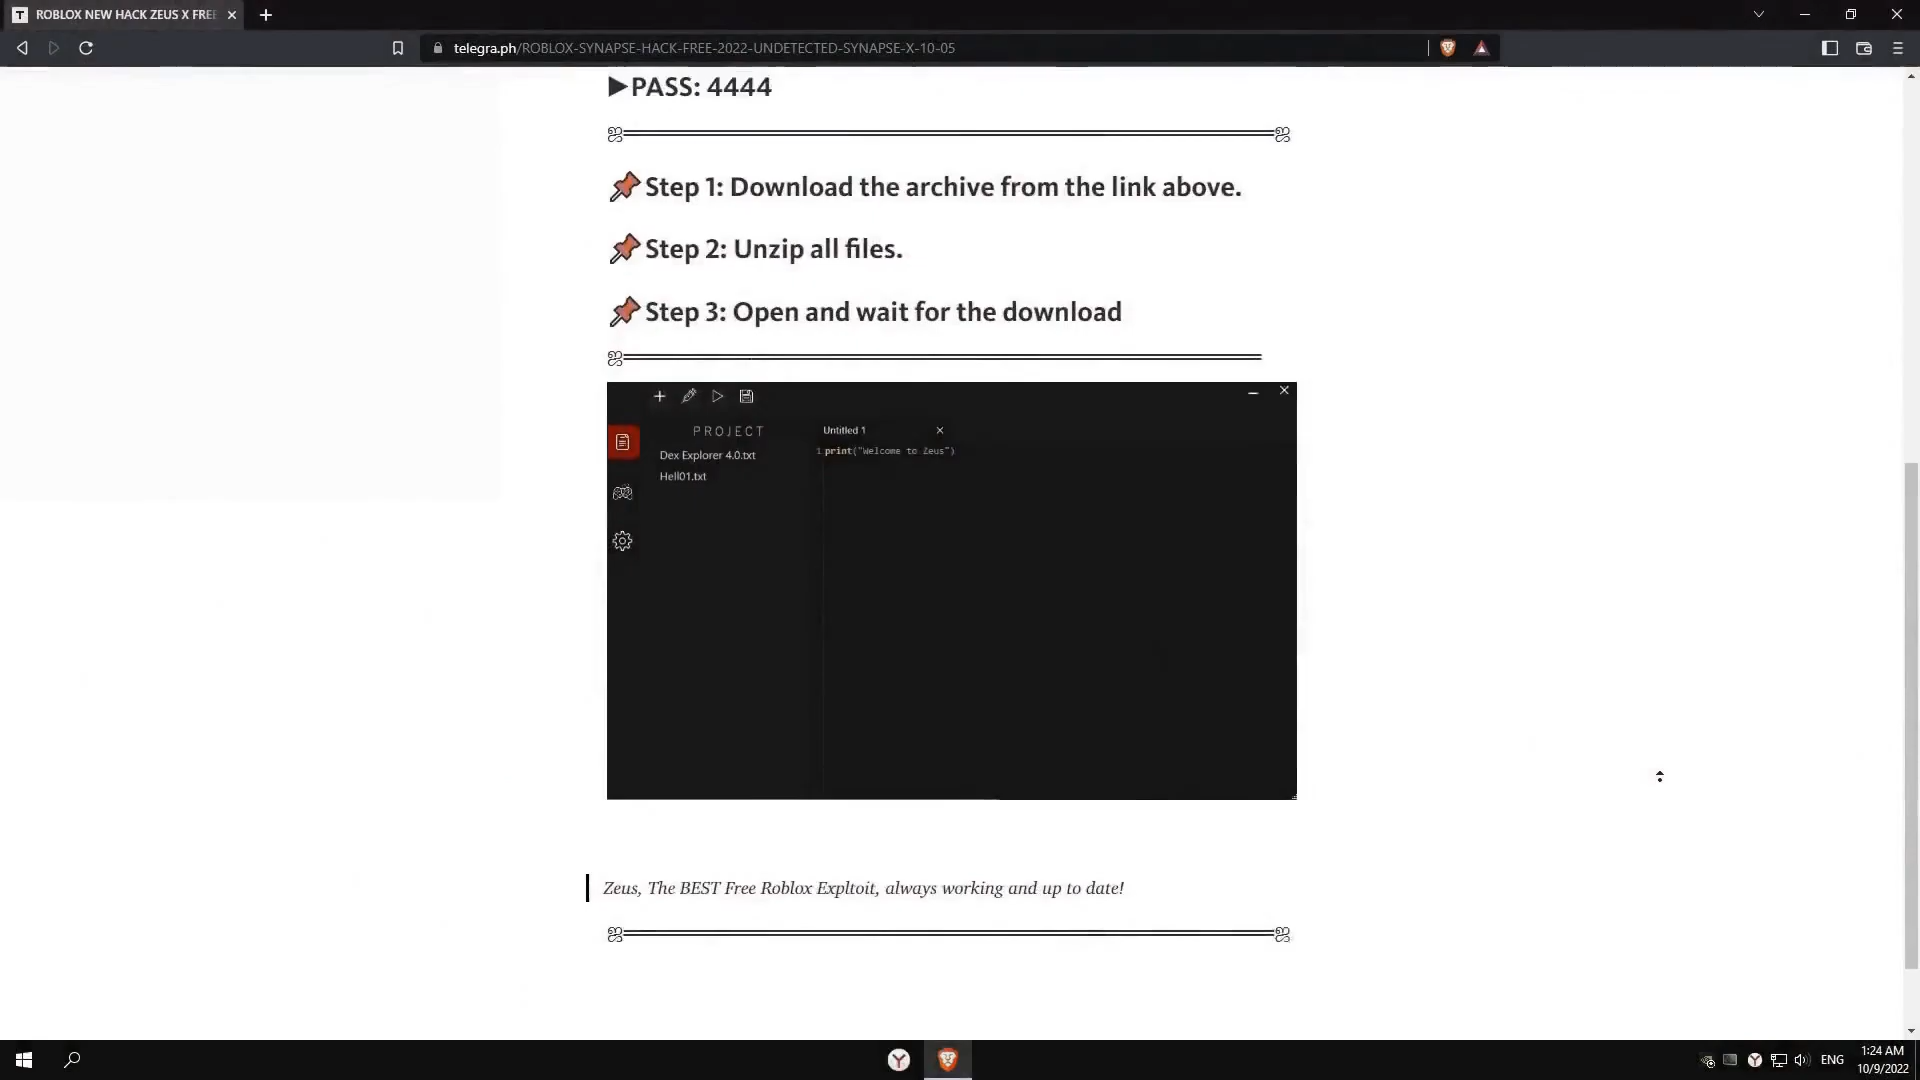 ROBLOX NEW HACK ZEUS X FREE
telegra.ph/ROBLOX-SYNAPSE-HACK-FREE-2022-UNDETECTED-SYNAPSE-X-10-05
▶PASS: 4444
📌Step 1: Download the archive from the link above.
📌Step 2: Unzip all files.
📌Step 3: Open and wait for the download
PROJECT
Dex Explorer 4.0.txt
Hell01.txt
Untitled 1
1 print("Welcome to Zeus")
Zeus, The BEST Free Roblox Expltoit, always working and up to date!
ENG
1:24 AM
10/9/2022